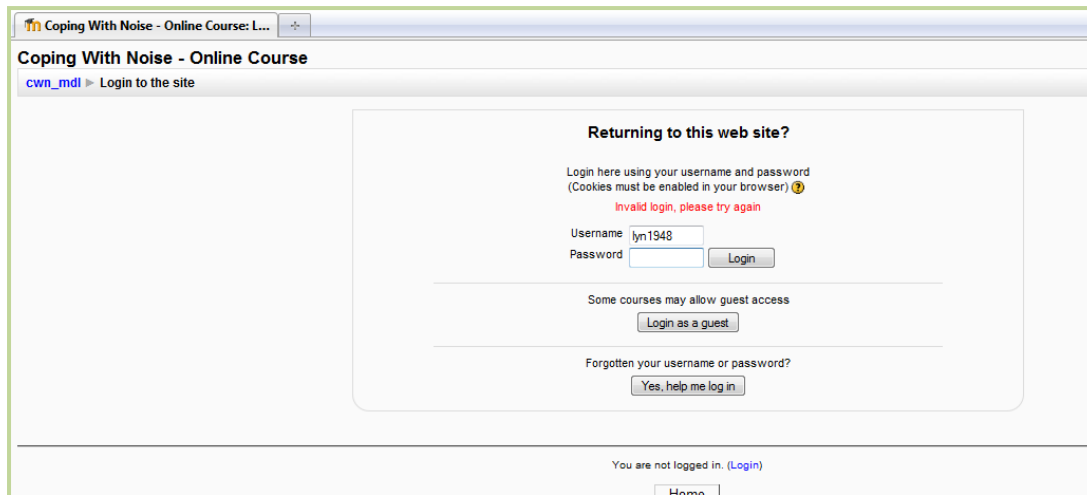 Coping With Noise - Online Course: L...
Coping With Noise - Online Course
cwn_mdl ► Login to the site
Returning to this web site?
Login here using your username and password
(Cookies must be enabled in your browser) ?
Invalid login, please try again
Username lyn1948
Password Login
Some courses may allow guest access
Login as a guest
Forgotten your username or password?
Yes, help me log in
You are not logged in. (Login)
Home